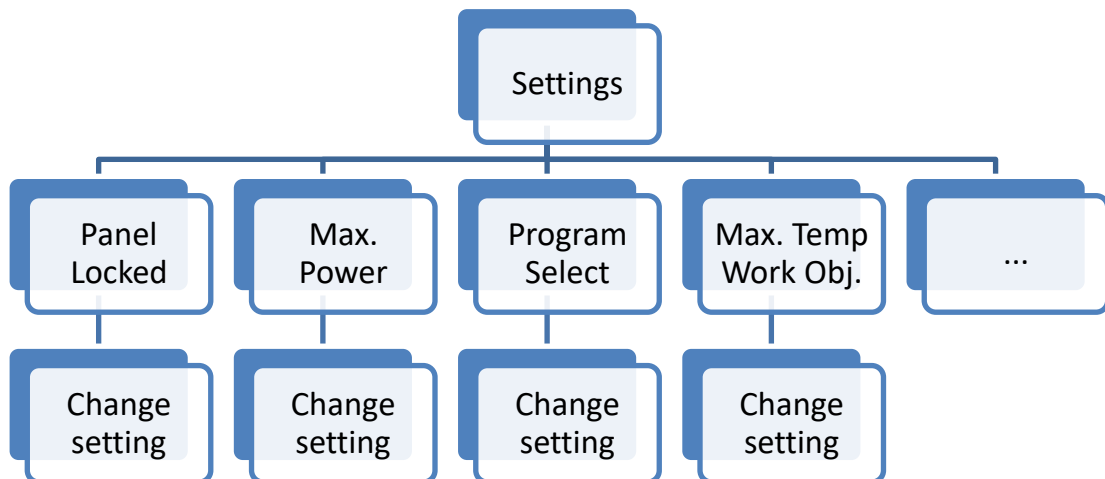 Settings
Panel
Locked
Max.
Power
Program
Select
Max. Temp
Work Obj.
...
Change
setting
Change
setting
Change
setting
Change
setting